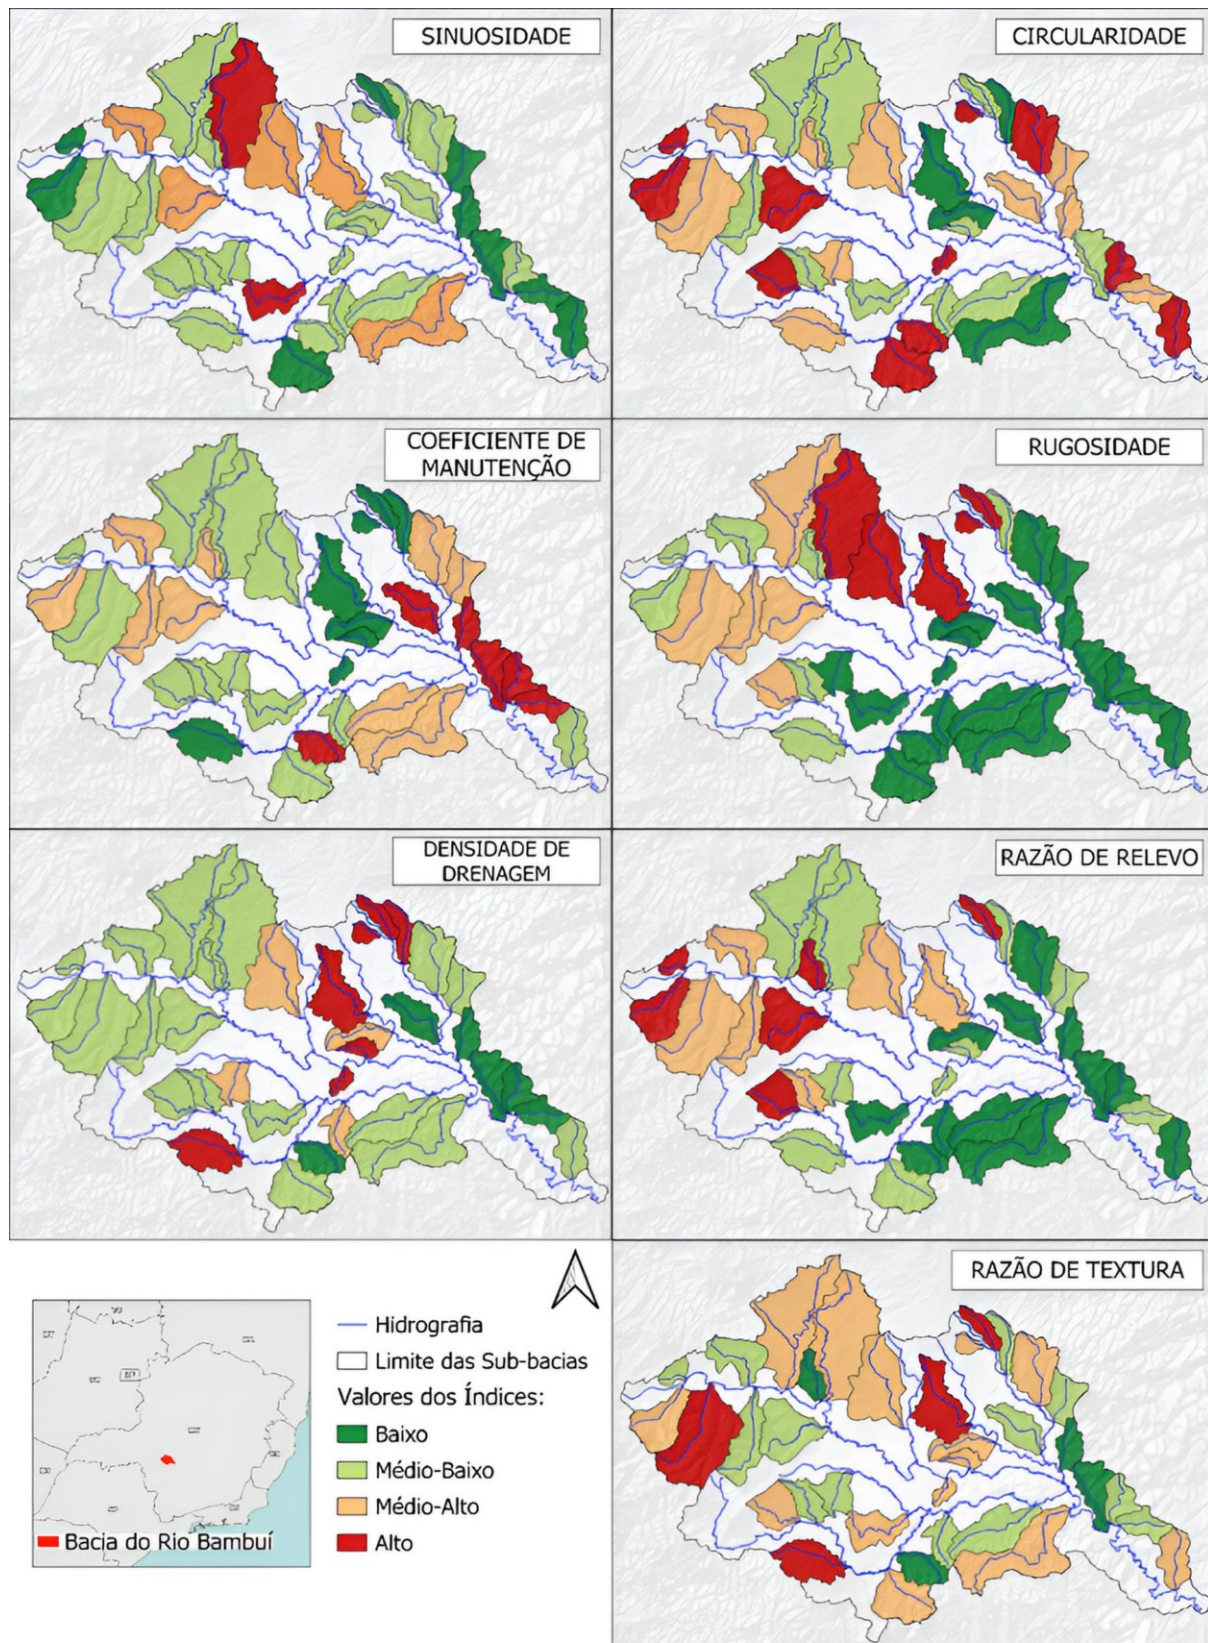 SINUOSIDADE
CIRCULARIDADE
COEFICIENTE DE
MANUTENÇÃO
RUGOSIDADE
DENSIDADE DE
DRENAGEM
RAZÃO DE RELEVO
RAZÃO DE TEXTURA
Hidrografia
Limite das Sub-bacias
Valores dos Índices:
Baixo
Médio-Baixo
Médio-Alto
Alto
Bacia do Rio Bambuí